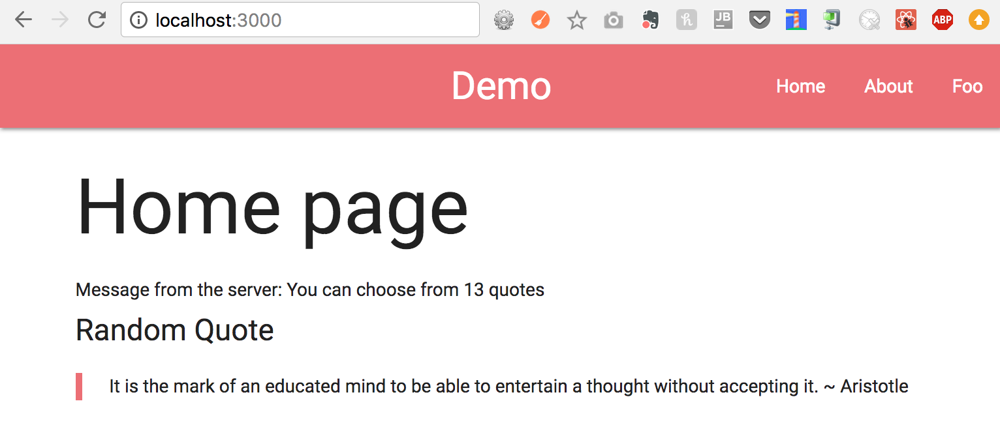 localhost:3000
JB
ABP
Demo
Home About Foo
Home page
Message from the server: You can choose from 13 quotes
Random Quote
It is the mark of an educated mind to be able to entertain a thought without accepting it. ~ Aristotle